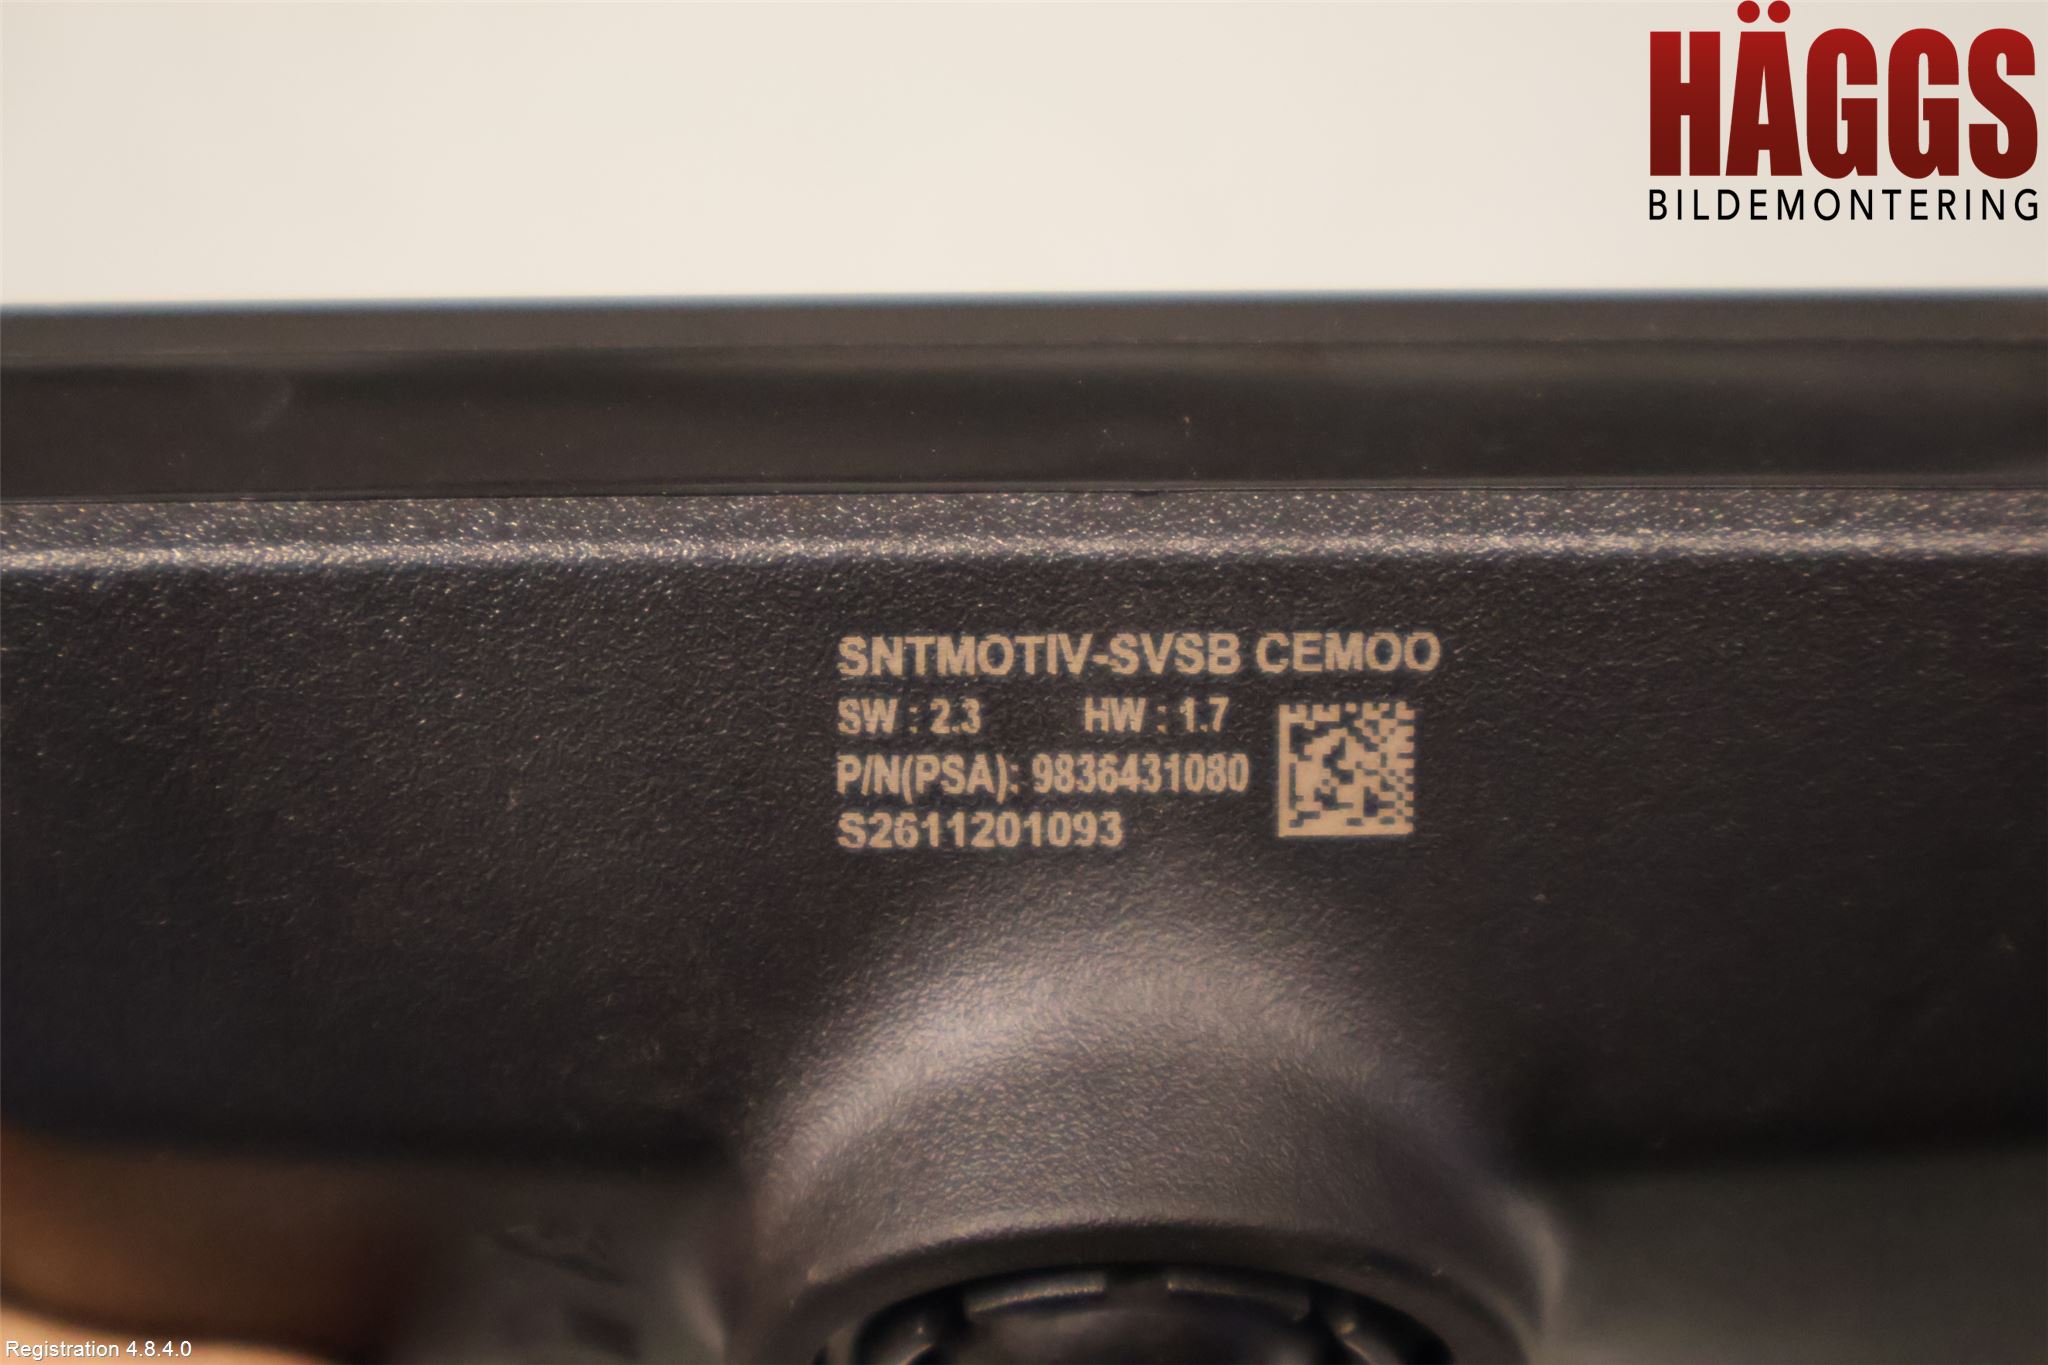 HÄGGS
BILDEMONTERING
SNTMOTIV-SVSB CEMOO
SW : 2.3 HW : 1.7
P/N(PSA): 9836431080
S2611201093
Registration 4.8.4.0